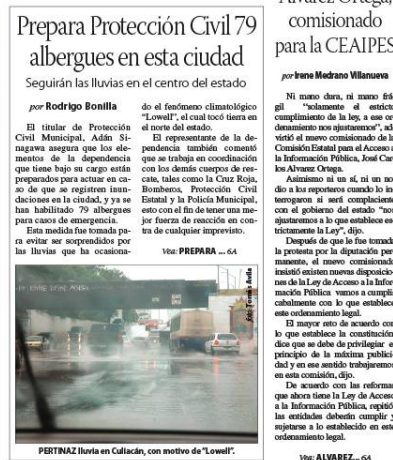 Prepara Protección Civil 79
albergues en esta ciudad
Seguirán las lluvias en el centro del estado
por Rodrigo Bonilla
El titular de Protección
Civil Municipal, Adán Si-
nagawa asegura que los ele-
mentos de la dependencia
que tiene bajo su cargo están
preparados para actuar en ca-
so de que se registren inun-
daciones en la ciudad, y ya se
han habilitado 79 albergues
para casos de emergencia.
Esta medida fue tomada pa-
ra evitar ser sorprendidos por
las lluvias que ha ocasiona-
do el fenómeno climatológico
"Lowell", el cual tocó tierra en
el norte del estado.
El representante de la de-
pendencia también comentó
que se trabaja en coordinación
con los demás cuerpos de res-
cate, tales como la Cruz Roja,
Bomberos, Protección Civil
Estatal y la Policía Municipal,
esto con el fin de tener una me-
jor fuerza de reacción en con-
tra de cualquier imprevisto.
Vea: PREPARA ... 6A
Foto: Tomás Ávila
PERTINAZ lluvia en Culiacán, con motivo de "Lowell".
Álvarez Ortega,
comisionado
para la CEAIPES
por Irene Medrano Villanueva
Ni mano dura, ni mano frá-
gil "solamente el estricto
cumplimiento de la ley, a ese or-
denamiento nos ajustaremos", ad-
virtió el nuevo comisionado de la
Comisión Estatal para el Acceso a
la Información Pública, José Car-
los Álvarez Ortega.
Asimismo ni un sí, ni un no
dio a los reporteros cuando lo in-
terrogaron si será complaciente
con el gobierno del estado "nos
ajustaremos a lo que establece es-
trictamente la Ley", dijo.
Después de que le fue tomada
la protesta por la diputación per-
manente, el nuevo comisionado
insistió existen nuevas disposicio-
nes de la Ley de Acceso a la Infor-
mación Pública vamos a cumplir
cabalmente con lo que establece
este ordenamiento legal.
El mayor reto de acuerdo con
lo que establece la constitución
dice que se debe de privilegiar el
principio de la máxima publici-
dad y en ese sentido trabajaremos
en esta comisión, dijo.
De acuerdo con las reformas
que ahora tiene la Ley de Acceso
a la Información Pública, repitió
las entidades deberán cumplir y
sujetarse a lo establecido en este
ordenamiento legal.
Vea: ALVAREZ... 6A